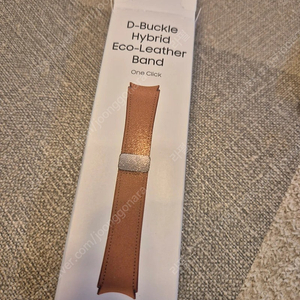 D-Buckle
Hybrid
Eco-Leather
Band
One Click